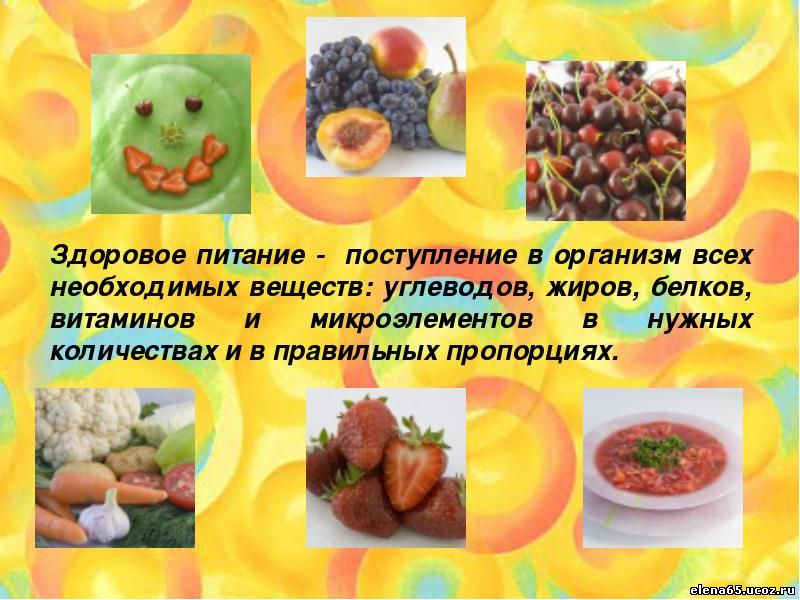 Здоровое питание - поступление в организм всех
необходимых веществ: углеводов, жиров, белков,
витаминов и микроэлементов в нужных
количествах и в правильных пропорциях.
elena65.ucoz.ru